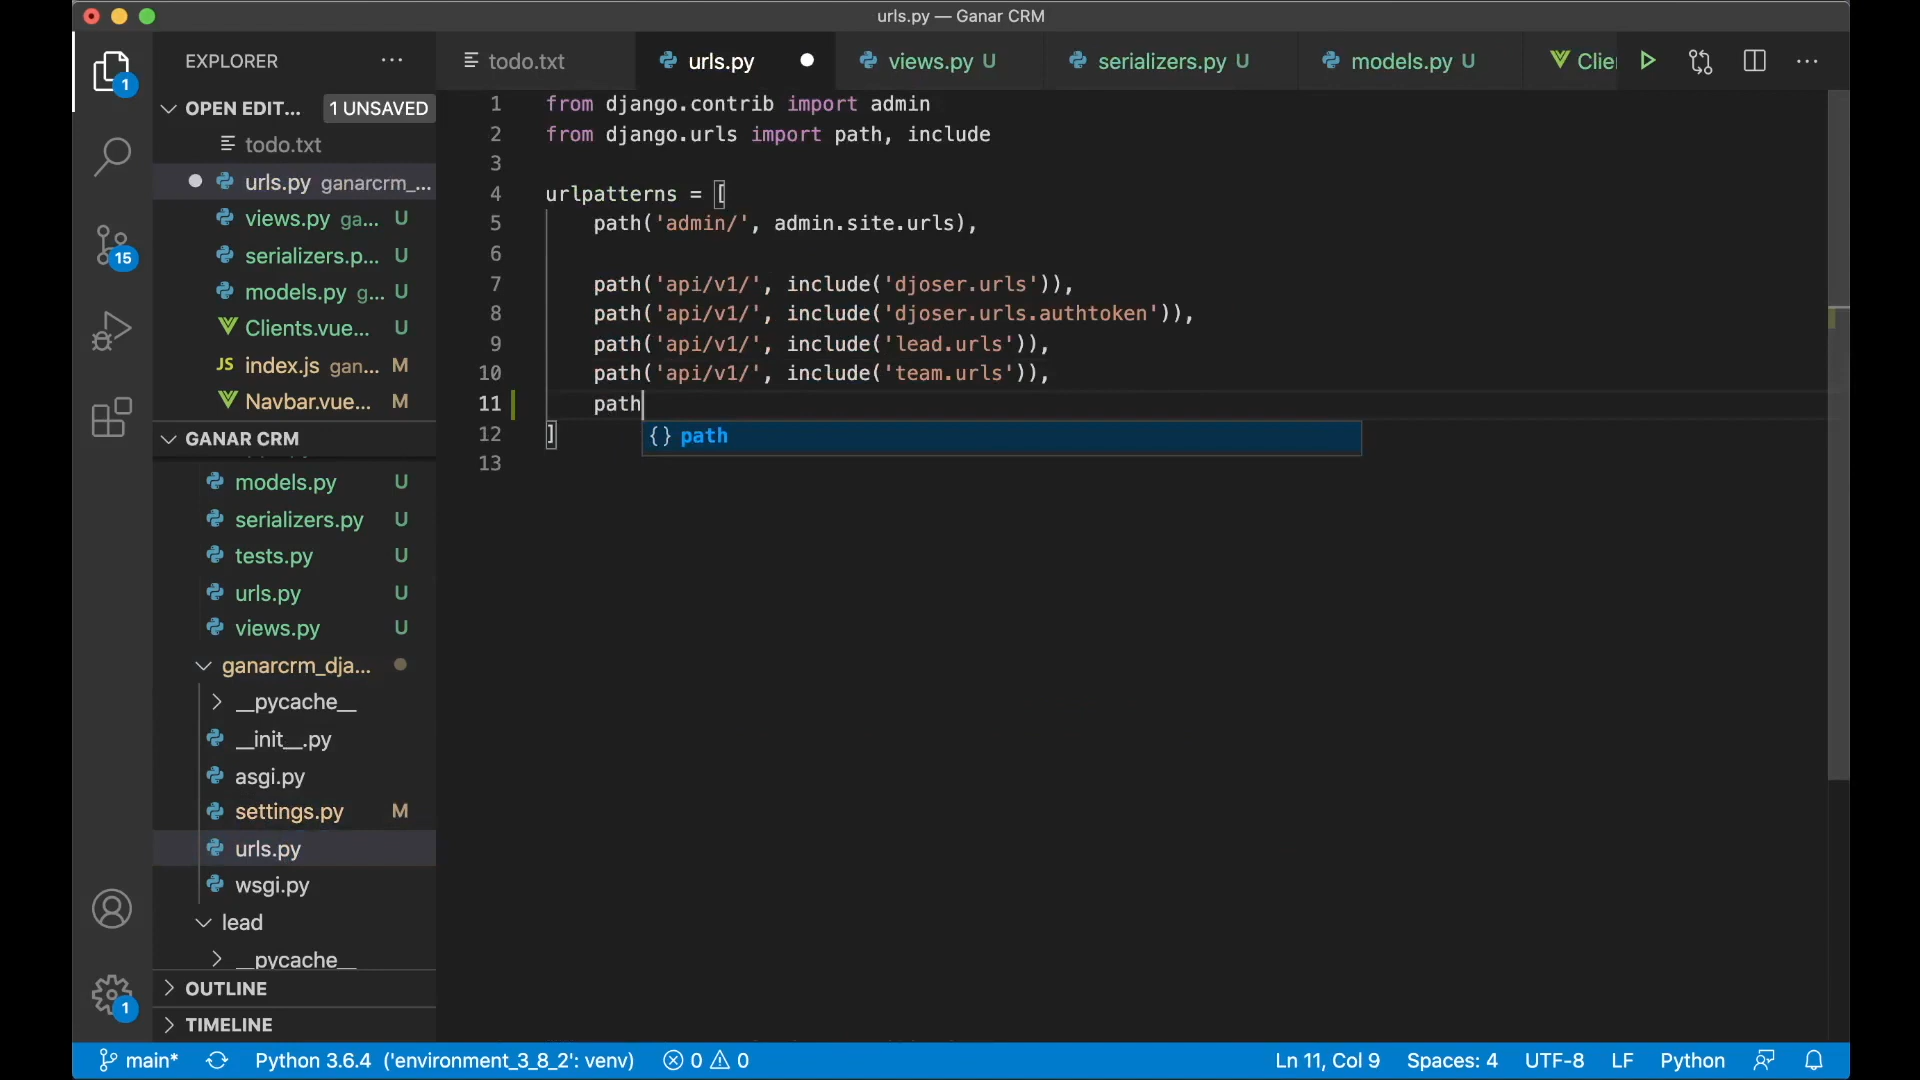 urls.py — Ganar CRM
EXPLORER ···
todo.txt
urls.py
views.py U
serializers.py U
models.py U
Clie
OPEN EDIT... 1 UNSAVED
todo.txt
urls.py ganarcrm_...
views.py ga... U
serializers.p... U
models.py g... U
Clients.vue... U
JS index.js gan... M
Navbar.vue... M
GANAR CRM
models.py U
serializers.py U
tests.py U
urls.py U
views.py U
ganarcrm_dja...
__pycache__
__init__.py
asgi.py
settings.py M
urls.py
wsgi.py
lead
__pycache__
OUTLINE
TIMELINE
1
15
1
1 from django.contrib import admin
2 from django.urls import path, include
3
4 urlpatterns = [
5 path('admin/', admin.site.urls),
6
7 path('api/v1/', include('djoser.urls')),
8 path('api/v1/', include('djoser.urls.authtoken')),
9 path('api/v1/', include('lead.urls')),
10 path('api/v1/', include('team.urls')),
11 path
12 ]
{} path
13
main* Python 3.6.4 ('environment_3_8_2': venv) 0 0 Ln 11, Col 9 Spaces: 4 UTF-8 LF Python